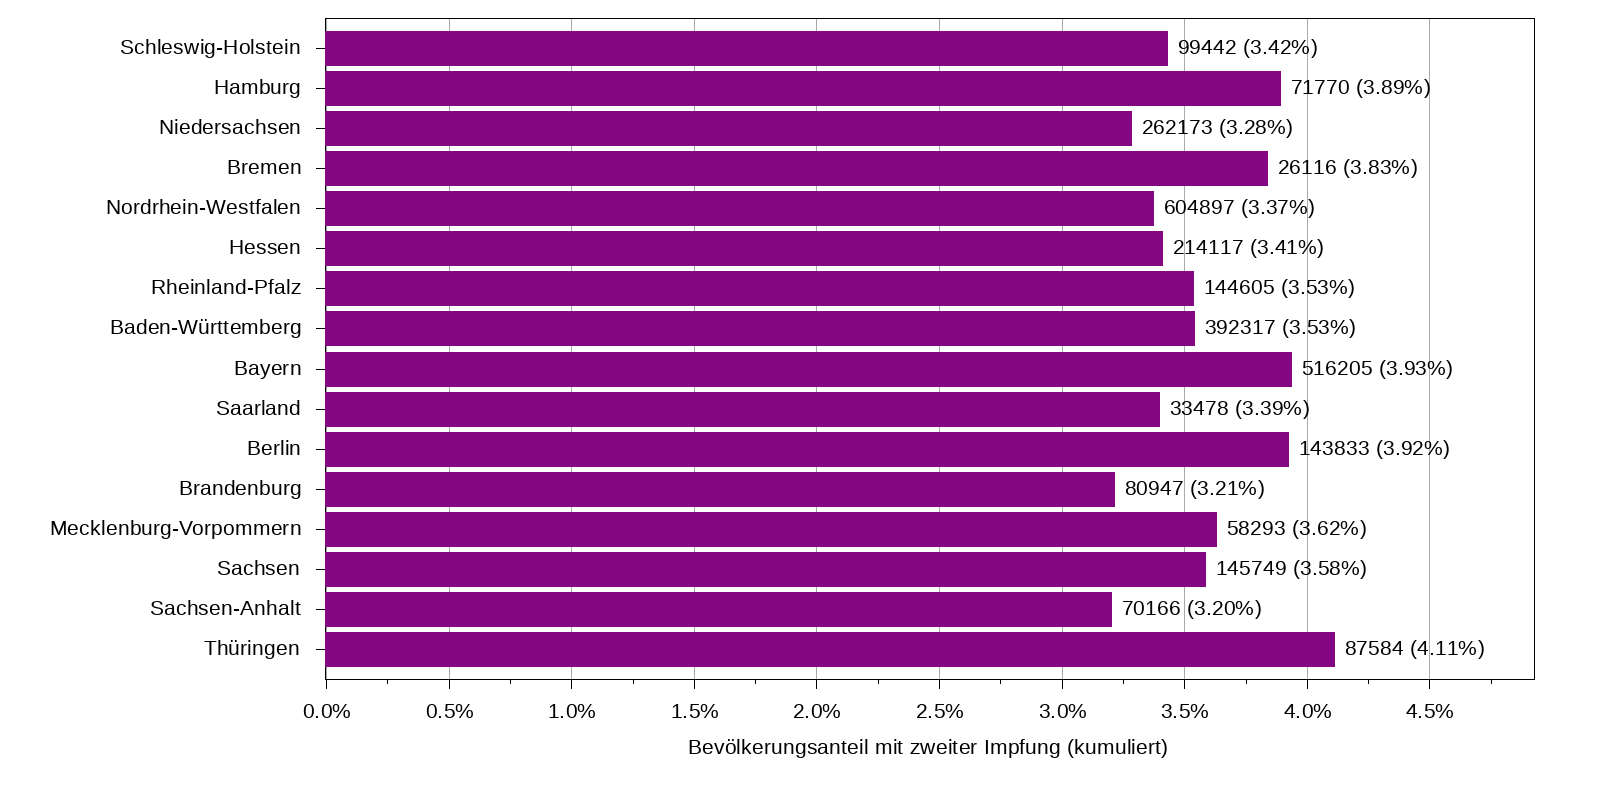 Schleswig-Holstein 99442 (3.42%)
Hamburg 71770 (3.89%)
Niedersachsen 262173 (3.28%)
Bremen 26116 (3.83%)
Nordrhein-Westfalen 604897 (3.37%)
Hessen 214117 (3.41%)
Rheinland-Pfalz 144605 (3.53%)
Baden-Württemberg 392317 (3.53%)
Bayern 516205 (3.93%)
Saarland 33478 (3.39%)
Berlin 143833 (3.92%)
Brandenburg 80947 (3.21%)
Mecklenburg-Vorpommern 58293 (3.62%)
Sachsen 145749 (3.58%)
Sachsen-Anhalt 70166 (3.20%)
Thüringen 87584 (4.11%)
0.0% 0.5% 1.0% 1.5% 2.0% 2.5% 3.0% 3.5% 4.0% 4.5%
Bevölkerungsanteil mit zweiter Impfung (kumuliert)